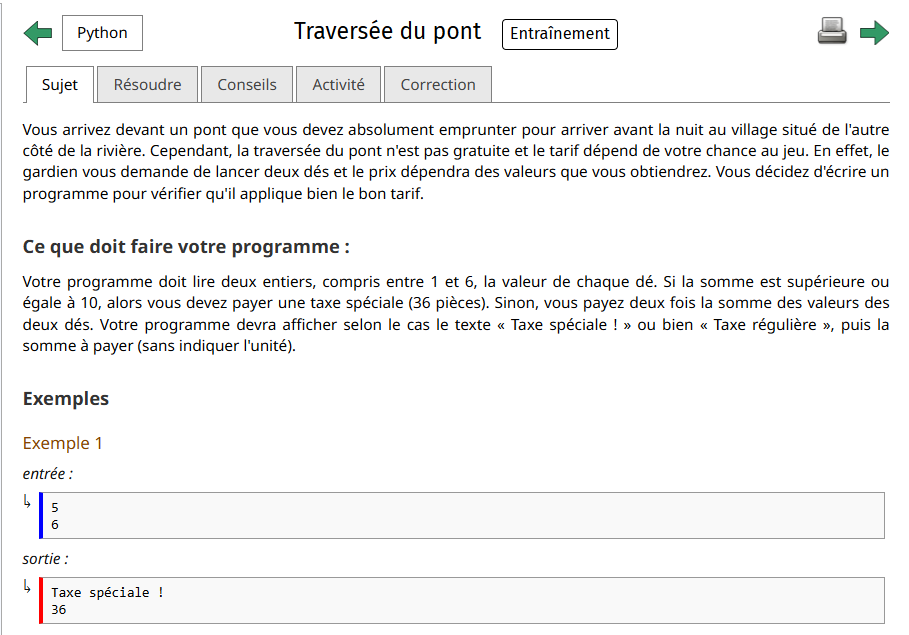 Python
Traversée du pont
Entraînement
Sujet
Résoudre
Conseils
Activité
Correction
Vous arrivez devant un pont que vous devez absolument emprunter pour arriver avant la nuit au village situé de l'autre
côté de la rivière. Cependant, la traversée du pont n'est pas gratuite et le tarif dépend de votre chance au jeu. En effet, le
gardien vous demande de lancer deux dés et le prix dépendra des valeurs que vous obtiendrez. Vous décidez d'écrire un
programme pour vérifier qu'il applique bien le bon tarif.
Ce que doit faire votre programme :
Votre programme doit lire deux entiers, compris entre 1 et 6, la valeur de chaque dé. Si la somme est supérieure ou
égale à 10, alors vous devez payer une taxe spéciale (36 pièces). Sinon, vous payez deux fois la somme des valeurs des
deux dés. Votre programme devra afficher selon le cas le texte « Taxe spéciale ! » ou bien « Taxe régulière », puis la
somme à payer (sans indiquer l'unité).
Exemples
Exemple 1
entrée :
5
6
sortie :
Taxe spéciale !
36